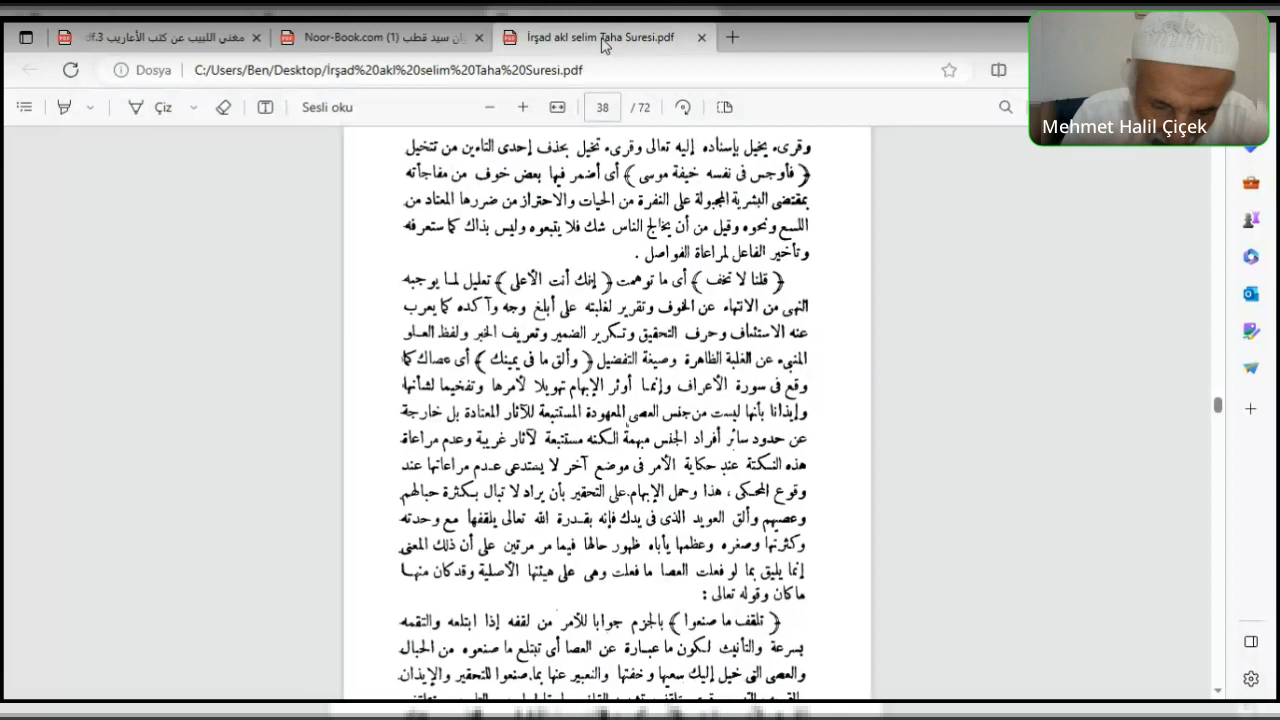 مغني اللبيب عن كتب الأعاريب 3.df
Noor-Book.com (1) ان سيد قطب
İrşad akl selim Taha Suresi.pdf
Dosya C:/Users/Ben/Desktop/İrşad%20akl%20selim%20Taha%20Suresi.pdf
Çiz Sesli oku 38 / 72
Mehmet Halil Çiçek
وقرىء يخيل بإسناده إليه تعالى وقرىء تخيل بحذف إحدى التاءين من تتخيل
﴿ فأوجس فى نفسه خيفة موسى ﴾ أى أضمر فيها بعض خوف من مفاجأته
بمقتضى البشرية المجبولة على النفرة من الحيات والاحتراز من ضررها المعتاد من
اللسع ونحوه وقيل من أن يخالج الناس شك فلا يتبعوه وليس بذاك كما ستعرفه
وتأخير الفاعل لمراعاة الفواصل .
﴿ قلنا لا تخف ﴾ أى ما توهمت ﴿ إنك أنت الأعلى ﴾ تعليل لما يوجبه
النهى من الانتهاء عن الخوف وتقرير لغلبته على أبلغ وجه وآكده كما يعرب
عنه الاستئناف وحرف التحقيق وتكرير الضمير وتعريف الخبر ولفظ العلو
المنبىء عن الغلبة الظاهرة وصيغة التفضيل ﴿ وألق ما فى يمينك ﴾ أى عصاك كما
وقع فى سورة الأعراف وإنما أوثر الإبهام تهويلا لأمرها وتفخيما لشأنها
وإيذانا بأنها ليست من جنس العصى المعهودة المستتبعة للآثار المعتادة بل خارجة
عن حدود سائر أفراد الجنس مبهمة الكنه مستتبعة لآثار غريبة وعدم مراعاة
هذه النكتة عند حكاية الأمر فى موضع آخر لا يستدعى عدم مراعاتها عند
وقوع المحكى ، هذا وحمل الإبهام على التحقير بأن يراد لا تبال بكثرة حبالهم
وعصيهم وألق العويد الذى فى يدك فإنه بقدرة الله تعالى يلقفها مع وحدته
وكثرتها وصغره وعظمها يأباه ظهور حالها فيما مر مرتين على أن ذلك المعنى
إنما يليق بما لو فعلت العصا ما فعلت وهى على هيئتها الأصلية وقد كان منها
ما كان وقوله تعالى :
﴿ تلقف ما صنعوا ﴾ بالجزم جوابا للأمر من لقفه إذا ابتلعه والتقمه
بسرعة والتأنيث لكون ما عبارة عن العصا أى تبتلع ما صنعوه من الحبال
والعصى التى خيل إليك سعيها وخفتها والتعبير عنها بما صنعوا للتحقير والإيذان